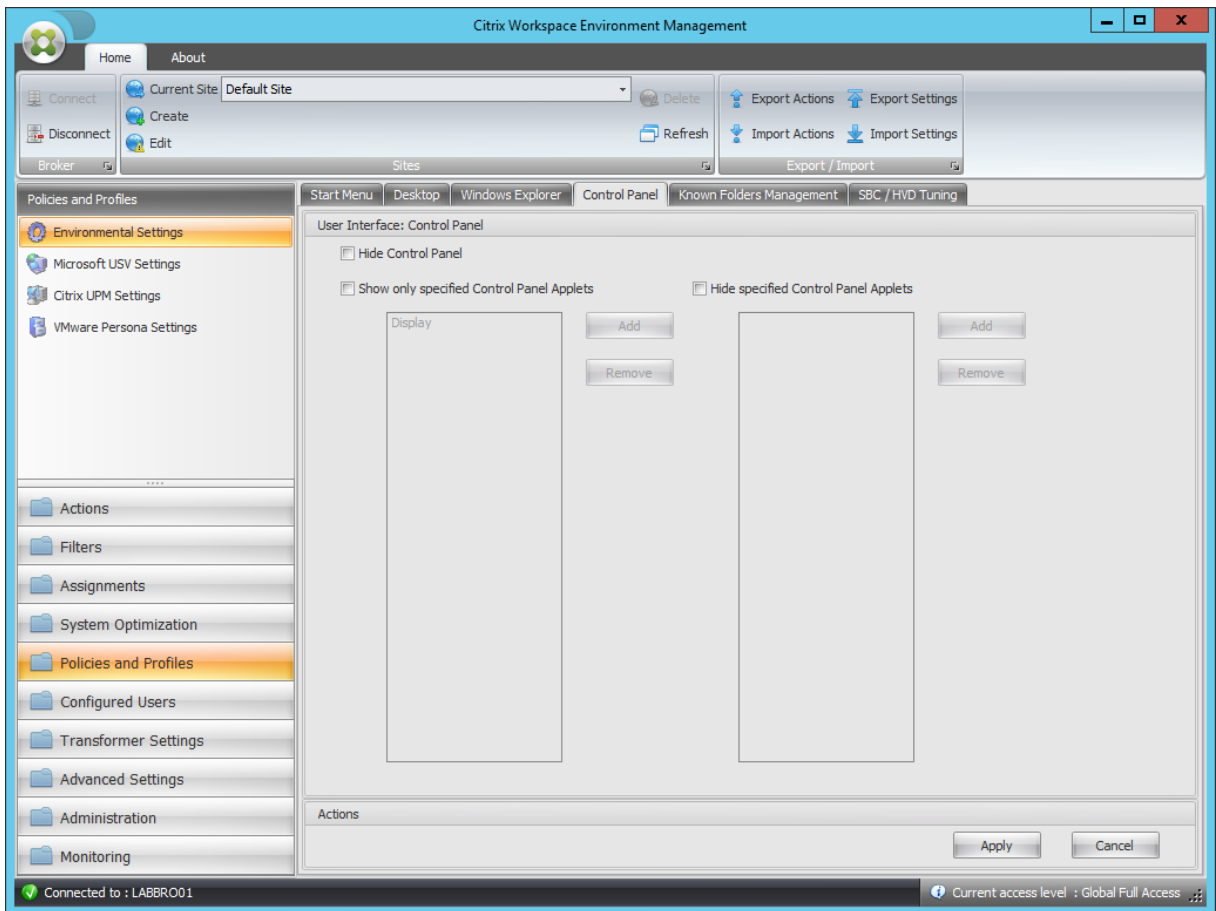 Citrix Workspace Environment Management
Home About
Connect
Disconnect
Broker
Current Site Default Site
Create
Edit
Delete
Refresh
Sites
Export Actions Export Settings
Import Actions Import Settings
Export / Import
Policies and Profiles
Environmental Settings
Microsoft USV Settings
Citrix UPM Settings
VMware Persona Settings
Actions
Filters
Assignments
System Optimization
Policies and Profiles
Configured Users
Transformer Settings
Advanced Settings
Administration
Monitoring
Start Menu Desktop Windows Explorer Control Panel Known Folders Management SBC / HVD Tuning
User Interface: Control Panel
Hide Control Panel
Show only specified Control Panel Applets Hide specified Control Panel Applets
Display Add Add
Remove Remove
Actions
Apply Cancel
Connected to : LABBRO01 Current access level : Global Full Access